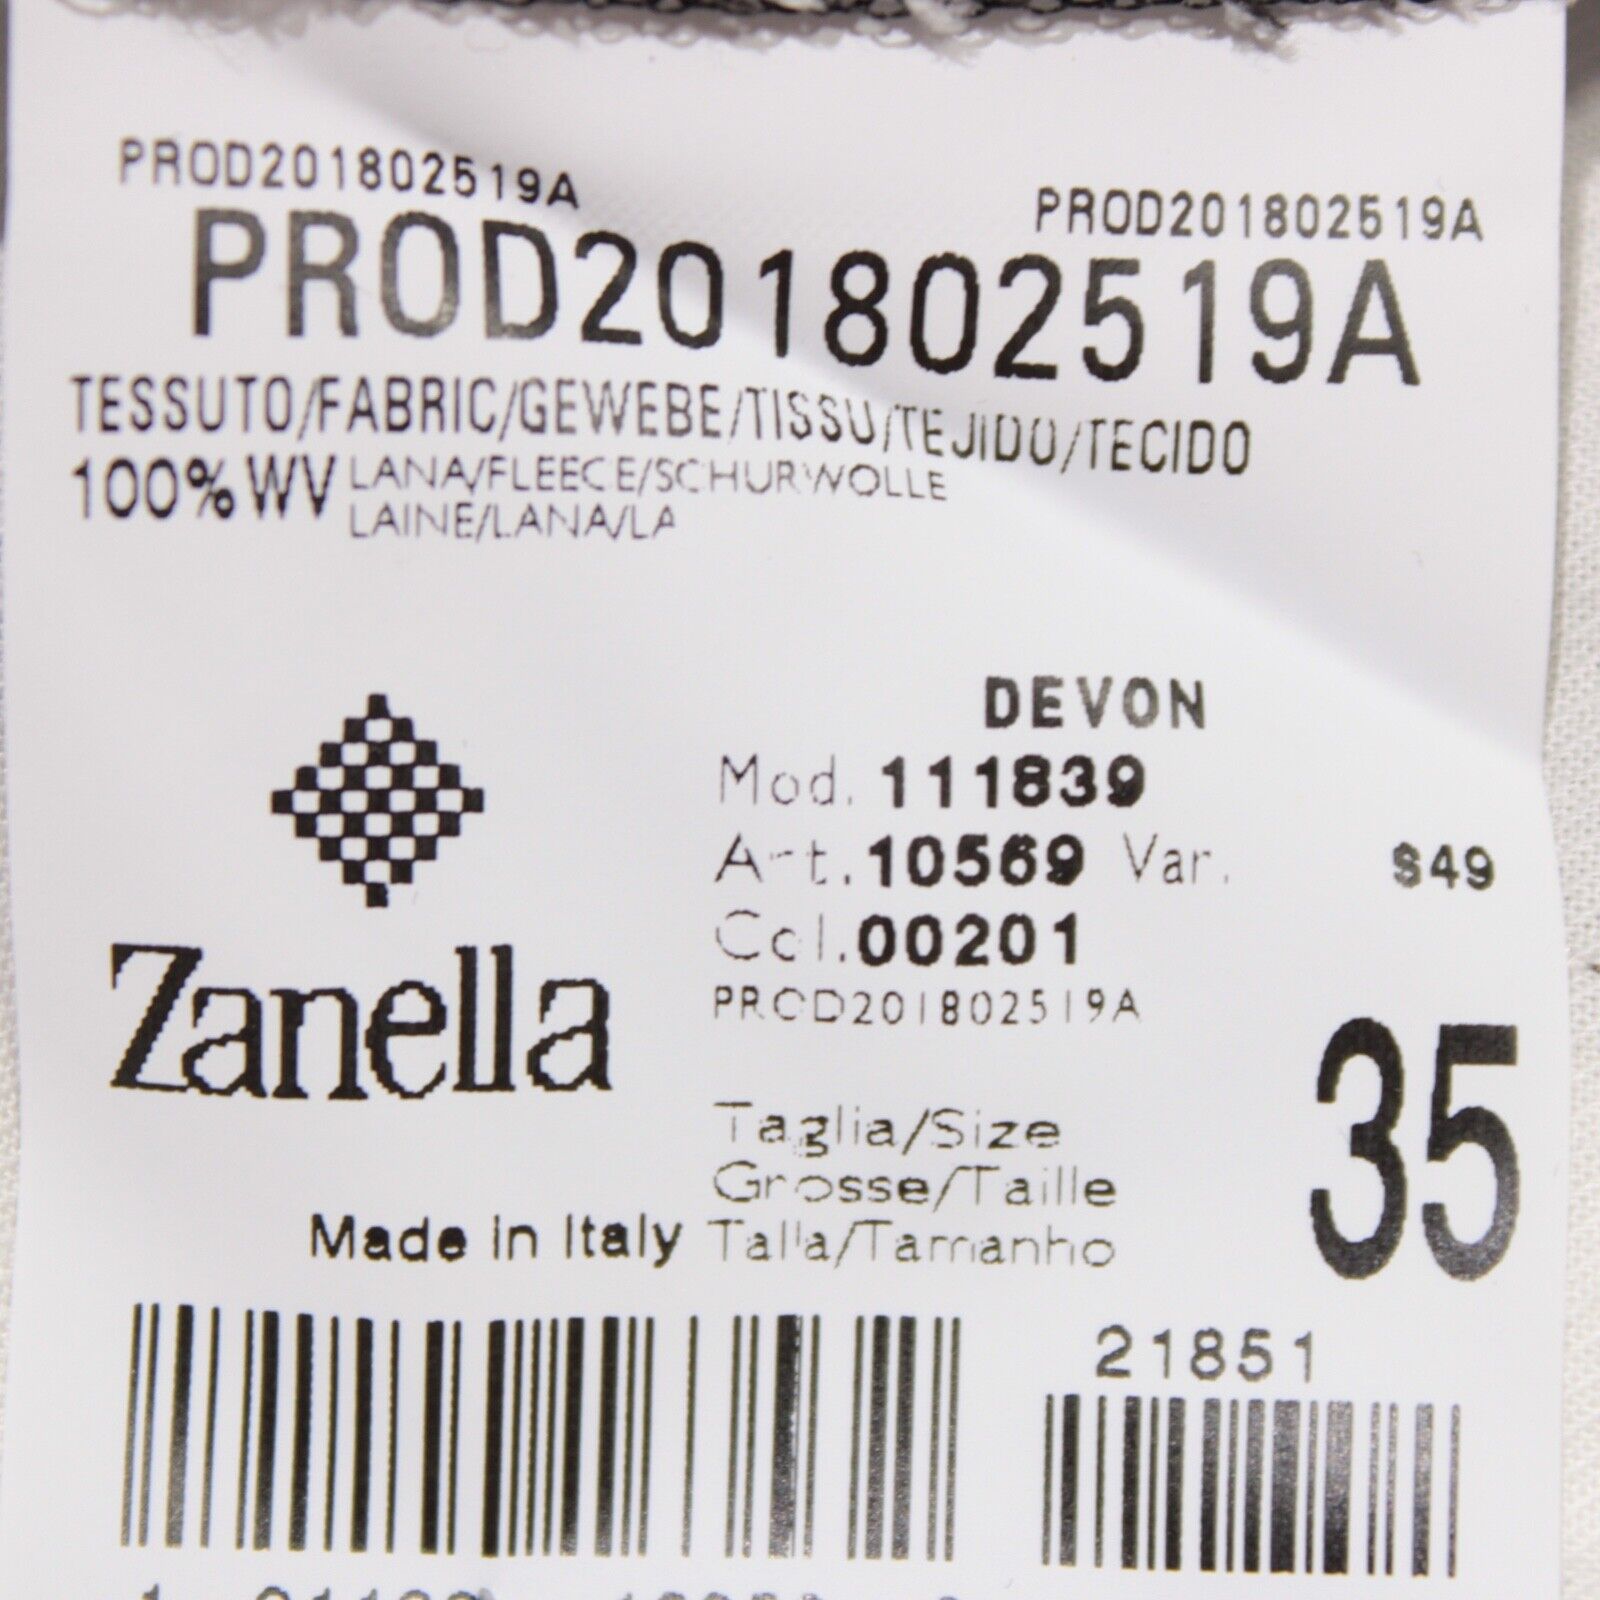 PROD201802519A
PROD201802519A
PROD201802519A
TESSUTO/FABRIC/GEWEBE/TISSU/TEJIDO/TECIDO
100% WV LANA/FLEECE/SCHURWOLLE
LAINE/LANA/LA
DEVON
Mod. 111839
Art. 10569 Var. S49
Col. 00201
PROD201802519A
Zanella
35
Taglia/Size
Grosse/Taille
Made in Italy Talla/Tamanho
21851